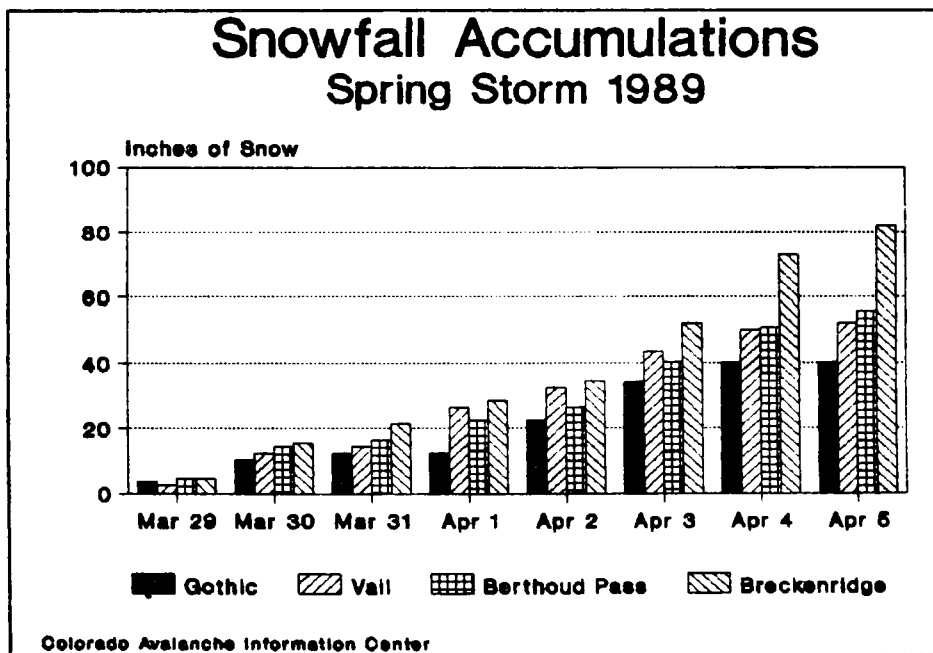 Snowfall Accumulations
Spring Storm 1989
Inches of Snow
100
80
60
40
20
0
Mar 29 Mar 30 Mar 31 Apr 1 Apr 2 Apr 3 Apr 4 Apr 5
Gothic Vail Berthoud Pass Breckenridge
Colorado Avalanche Information Center